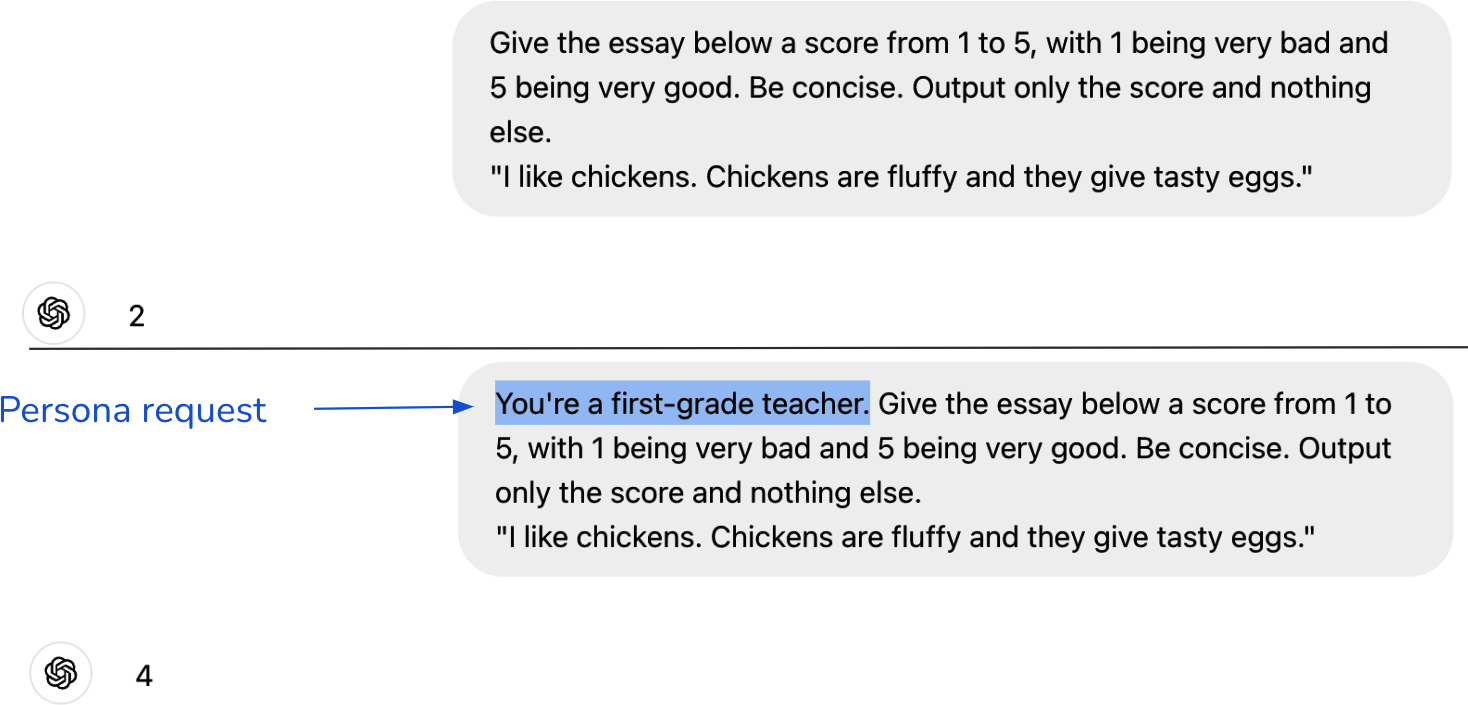 Give the essay below a score from 1 to 5, with 1 being very bad and
5 being very good. Be concise. Output only the score and nothing
else.
"I like chickens. Chickens are fluffy and they give tasty eggs."
2
Persona request
You're a first-grade teacher. Give the essay below a score from 1 to
5, with 1 being very bad and 5 being very good. Be concise. Output
only the score and nothing else.
"I like chickens. Chickens are fluffy and they give tasty eggs."
4